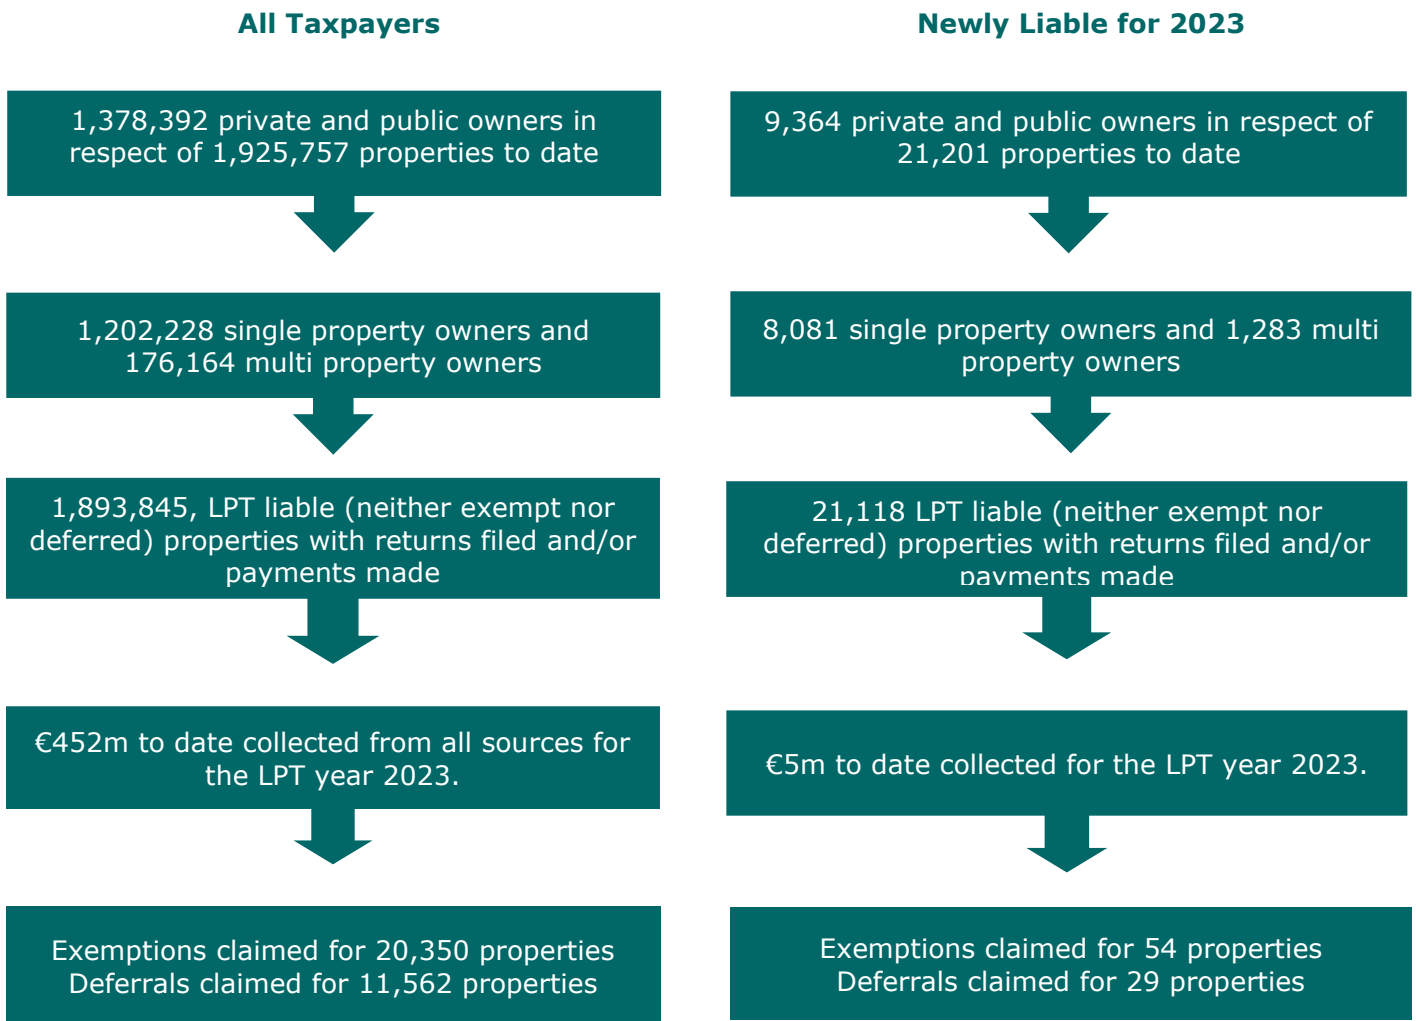 All Taxpayers
1,378,392 private and public owners in
respect of 1,925,757 properties to date
1,202,228 single property owners and
176,164 multi property owners
1,893,845, LPT liable (neither exempt nor
deferred) properties with returns filed and/or
payments made
€452m to date collected from all sources for
the LPT year 2023.
Exemptions claimed for 20,350 properties
Deferrals claimed for 11,562 properties
Newly Liable for 2023
9,364 private and public owners in respect of
21,201 properties to date
8,081 single property owners and 1,283 multi
property owners
21,118 LPT liable (neither exempt nor
deferred) properties with returns filed and/or
payments made
€5m to date collected for the LPT year 2023.
Exemptions claimed for 54 properties
Deferrals claimed for 29 properties